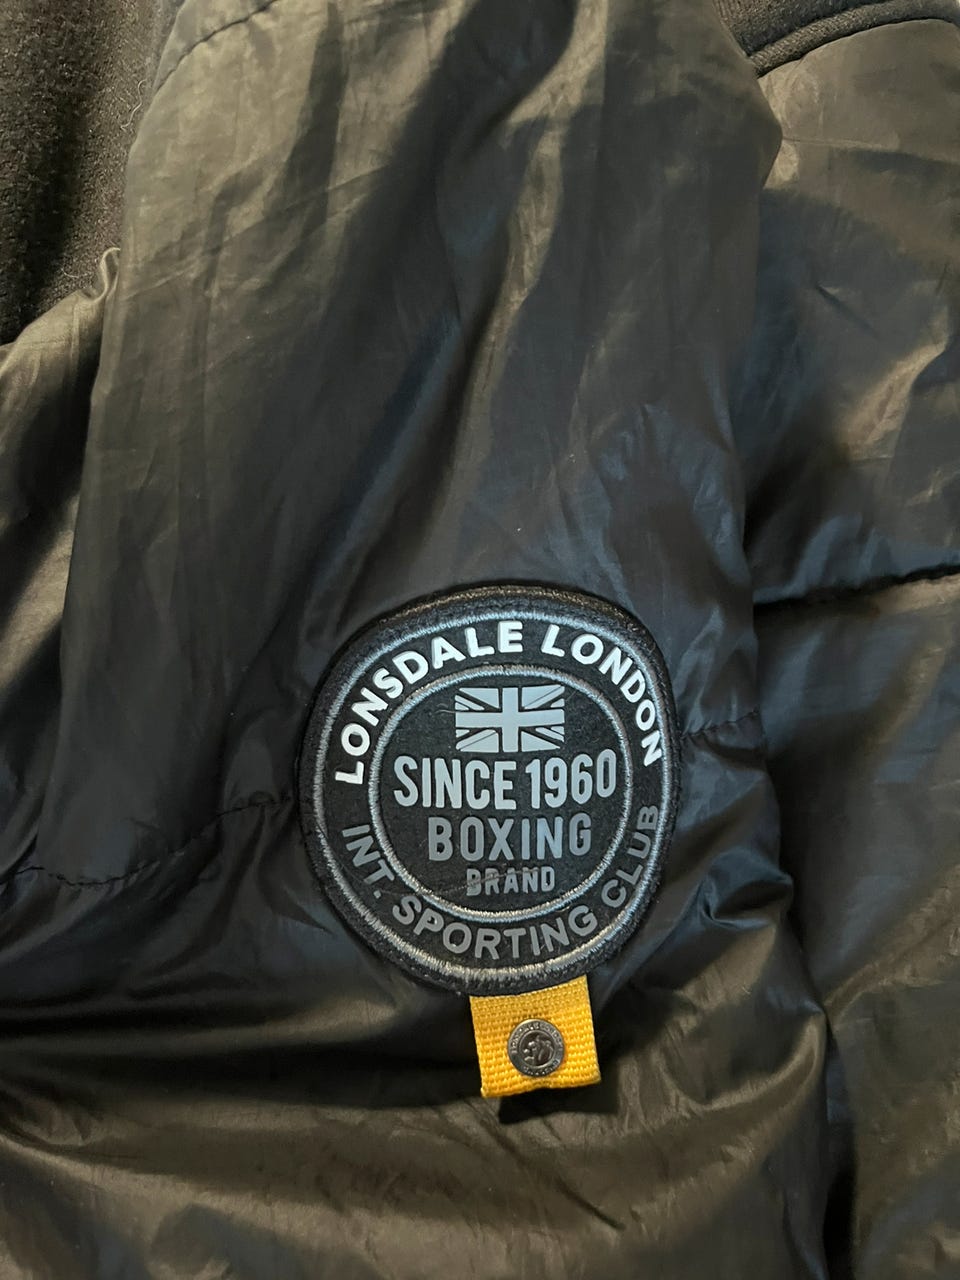 LONSDALE LONDON
SINCE 1960
BOXING
BRAND
INT. SPORTING CLUB